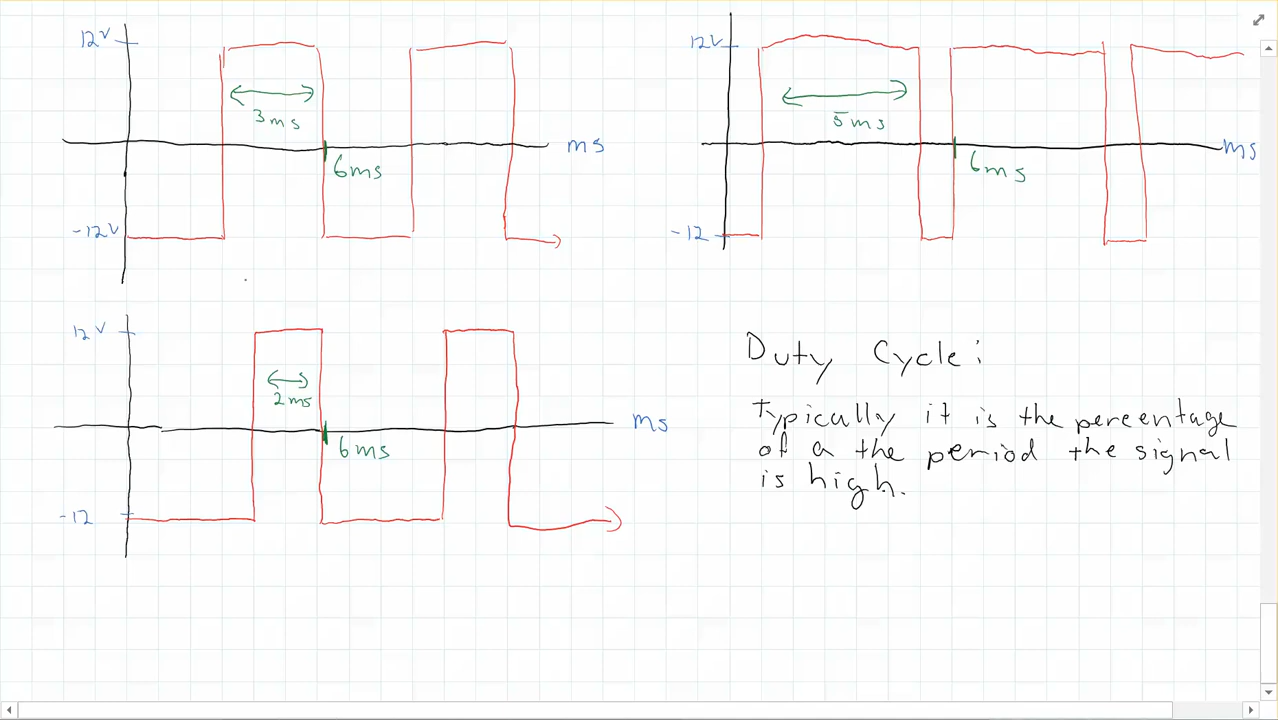 12V
3ms
6ms
ms
-12V
12V
5ms
6ms
ms
-12
12V
2ms
6ms
ms
-12
Duty Cycle:
Typically it is the percentage
of a the period the signal
is high.